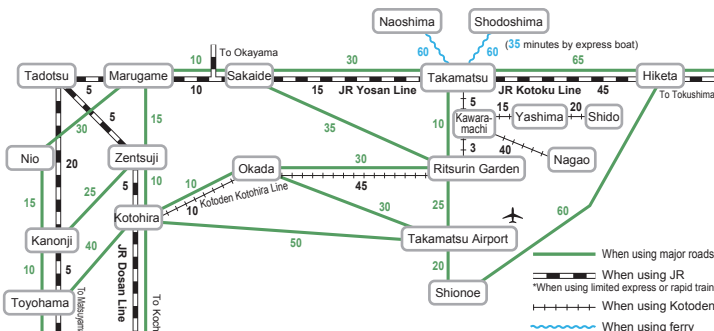 Naoshima
Shodoshima
60
60
(35 minutes by express boat)
To Okayama
10
30
65
Tadotsu
Marugame
Sakaide
Takamatsu
Hiketa
5
10
15
JR Yosan Line
JR Kotoku Line
45
To Tokushima
5
30
15
35
10
5
Kawara-
machi
15
Yashima
20
Shido
3
40
Nagao
Nio
20
Zentsuji
Okada
30
45
Ritsurin Garden
25
5
10
10
10
Kotoden Kotohira Line
15
Kotohira
30
25
60
Kanonji
40
50
Takamatsu Airport
10
5
JR Dosan Line
20
Toyohama
To Matsuyama
To Koch
Shionoe
When using major roads
When using JR
*When using limited express or rapid train
When using Kotoden
When using ferry